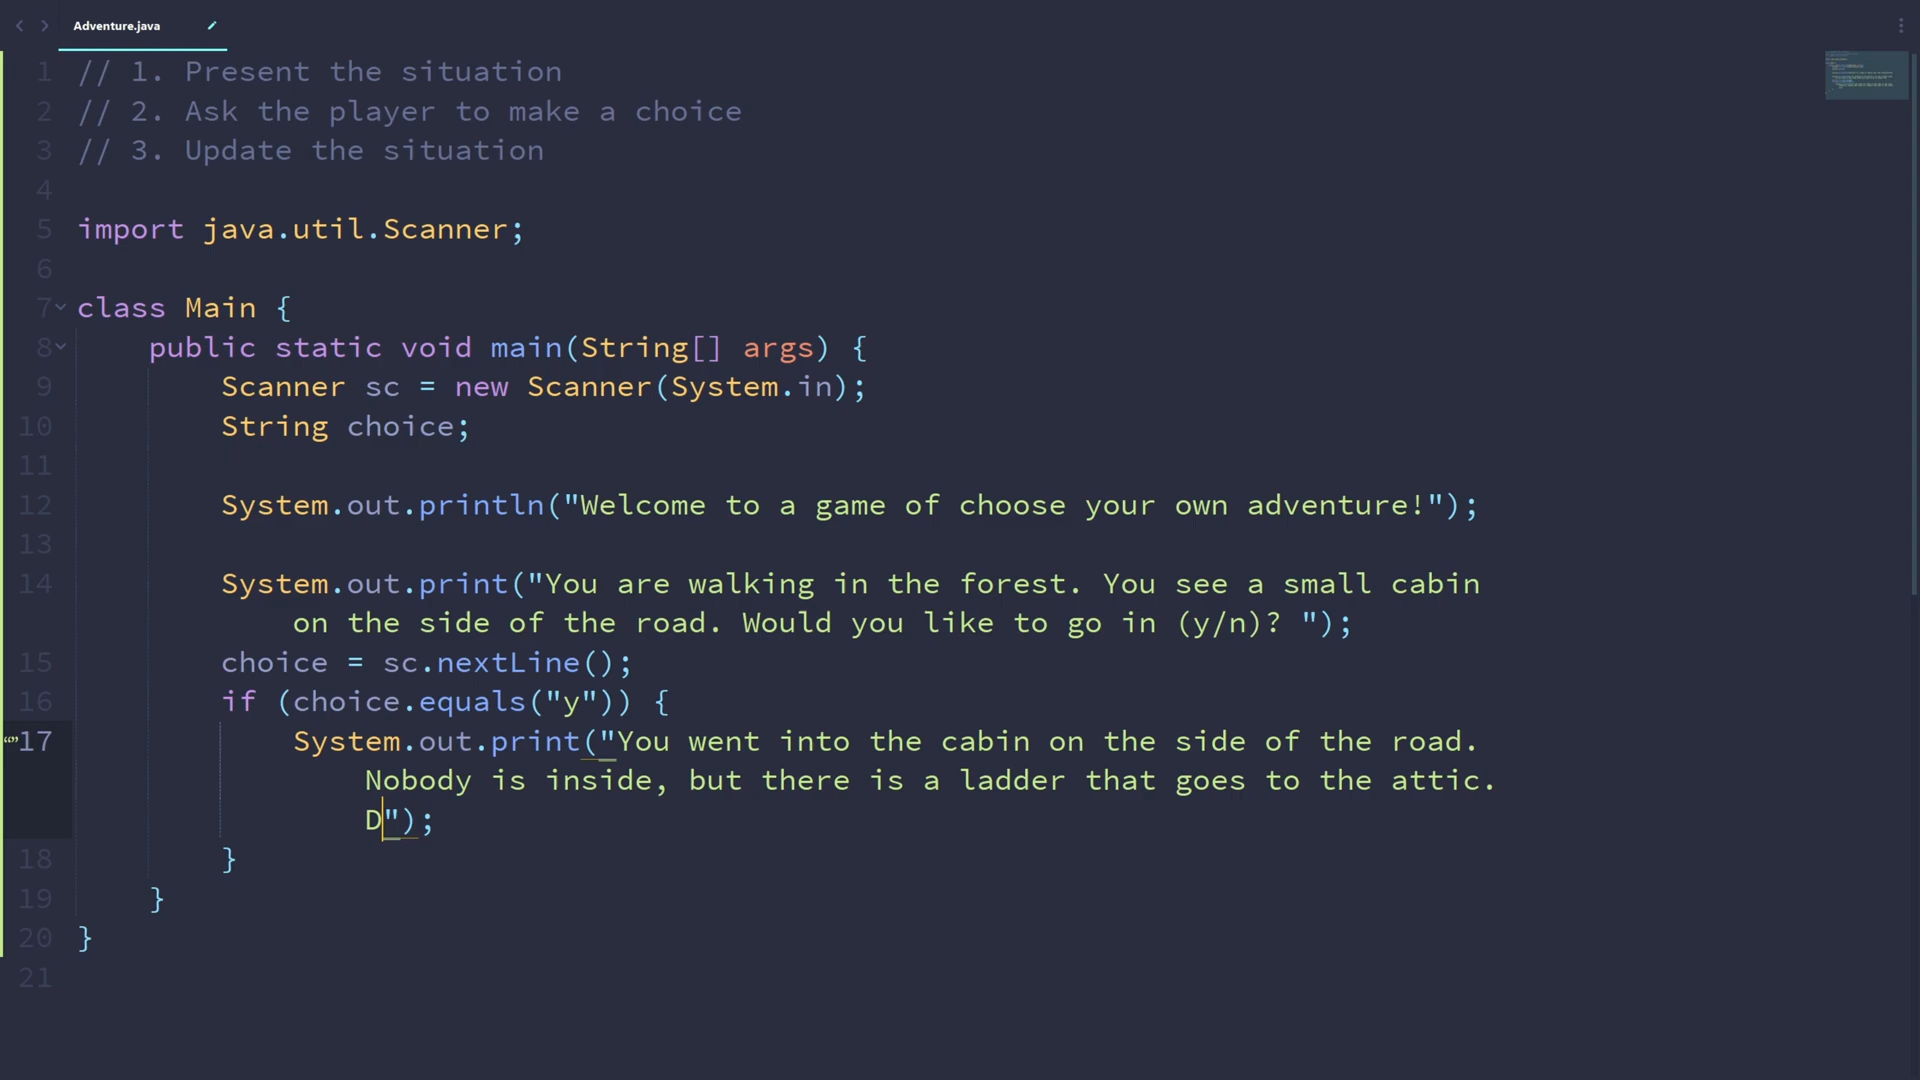 Adventure.java
1 // 1. Present the situation
2 // 2. Ask the player to make a choice
3 // 3. Update the situation
4
5 import java.util.Scanner;
6
7 class Main {
8 public static void main(String[] args) {
9 Scanner sc = new Scanner(System.in);
10 String choice;
11
12 System.out.println("Welcome to a game of choose your own adventure!");
13
14 System.out.print("You are walking in the forest. You see a small cabin
on the side of the road. Would you like to go in (y/n)? ");
15 choice = sc.nextLine();
16 if (choice.equals("y")) {
“”17 System.out.print("You went into the cabin on the side of the road.
Nobody is inside, but there is a ladder that goes to the attic.
D");
18 }
19 }
20 }
21